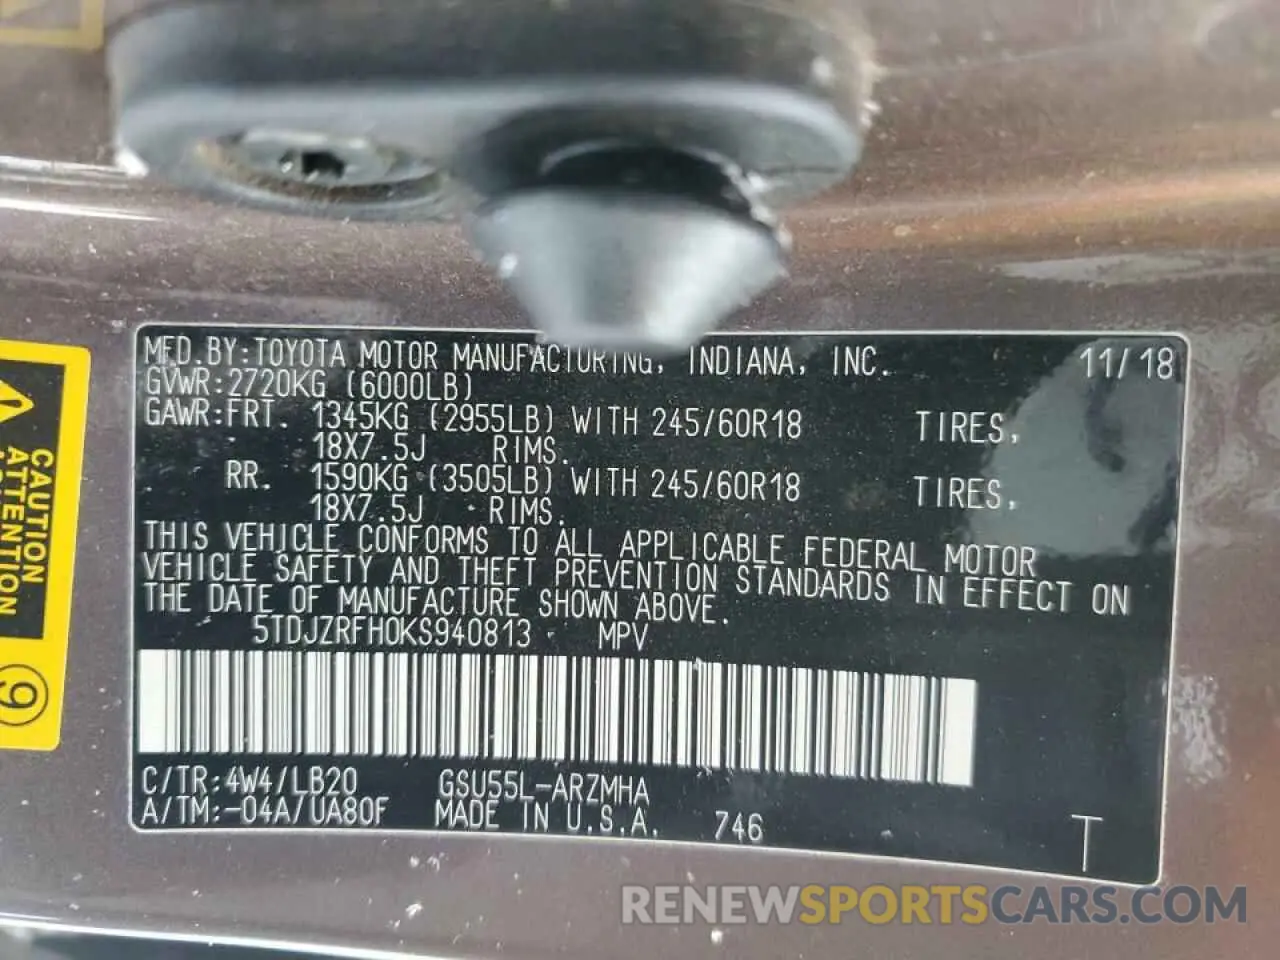 MFD.BY:TOYOTA MOTOR MANUFACTURING, INDIANA, INC. 11/18
GVWR:2720KG (6000LB)
GAWR:FRT. 1345KG (2955LB) WITH 245/60R18 TIRES,
18X7.5J RIMS.
RR. 1590KG (3505LB) WITH 245/60R18 TIRES,
18X7.5J RIMS.
THIS VEHICLE CONFORMS TO ALL APPLICABLE FEDERAL MOTOR
VEHICLE SAFETY AND THEFT PREVENTION STANDARDS IN EFFECT ON
THE DATE OF MANUFACTURE SHOWN ABOVE.
5TDJZRFH0KS940813 MPV
C/TR:4W4/LB20 GSU55L-ARZMHA
A/TM:-04A/UA80F MADE IN U.S.A. 746 T
CAUTION
ATTENTION
9
RENEWSPORTSCARS.COM